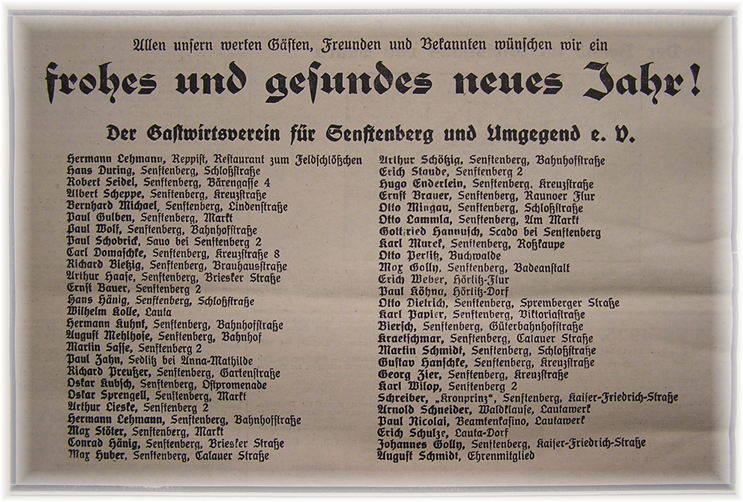 Allen unsern werten Gästen, Freunden und Bekannten wünschen wir ein
frohes und gesundes neues Jahr!
Der Gastwirtsverein für Senftenberg und Umgegend e. V.
Hermann Lehmann, Reppist, Restaurant zum Feldschlößchen
Hans During, Senftenberg, Schloßstraße
Robert Seidel, Senftenberg, Bärengasse 4
Albert Scheppe, Senftenberg, Kreuzstraße
Bernhard Michael, Senftenberg, Lindenstraße
Paul Gulben, Senftenberg, Markt
Paul Wolf, Senftenberg, Bahnhofstraße
Paul Schobrick, Sauo bei Senftenberg 2
Carl Domaschke, Senftenberg, Kreuzstraße 8
Richard Bietzig, Senftenberg, Brauhausstraße
Arthur Haase, Senftenberg, Briesker Straße
Ernst Bauer, Senftenberg 2
Hans Hänig, Senftenberg, Schloßstraße
Wilhelm Kolle, Lauta
Hermann Kuhnt, Senftenberg, Bahnhofstraße
August Mehlhose, Senftenberg, Bahnhof
Martin Sasse, Senftenberg 2
Paul Zahn, Sedlitz bei Anna-Mathilde
Richard Preußer, Senftenberg, Gartenstraße
Oskar Kubsch, Senftenberg, Ostpromenade
Oskar Sprengell, Senftenberg, Markt
Arthur Lieske, Senftenberg 2
Hermann Lehmann, Senftenberg, Bahnhofstraße
Max Slöter, Senftenberg, Markt
Conrad Hänig, Senftenberg, Briesker Straße
Max Huber, Senftenberg, Calauer Straße
Arthur Schötzig, Senftenberg, Bahnhofstraße
Erich Staude, Senftenberg 2
Hugo Enderlein, Senftenberg, Kreuzstraße
Ernst Brauer, Senftenberg, Raunoer Flur
Otto Mingau, Senftenberg, Schloßstraße
Otto Lammla, Senftenberg, Am Markt
Gottfried Hannusch, Scado bei Senftenberg
Karl Murek, Senftenberg, Roßkaupe
Otto Perlitz, Buchwalde
Max Golly, Senftenberg, Badeanstalt
Erich Weber, Hörlitz-Flur
Paul Köhna, Hörlitz-Dorf
Otto Dietrich, Senftenberg, Spremberger Straße
Karl Papier, Senftenberg, Viktoriastraße
Biersch, Senftenberg, Güterbahnhofstraße
Kraetschmar, Senftenberg, Calauer Straße
Martin Schmidt, Senftenberg, Schloßstraße
Gustav Hanschke, Senftenberg, Kreuzstraße
Georg Zier, Senftenberg, Kreuzstraße
Karl Wilop, Senftenberg 2
Schreiber, „Kronprinz“, Senftenberg, Kaiser-Friedrich-Straße
Arnold Schneider, Waldklause, Lautawerk
Paul Nicolai, Beamtenkasino, Lautawerk
Erich Schulze, Lauta-Dorf
Johannes Golly, Senftenberg, Kaiser-Friedrich-Straße
August Schmidt, Ehrenmitglied